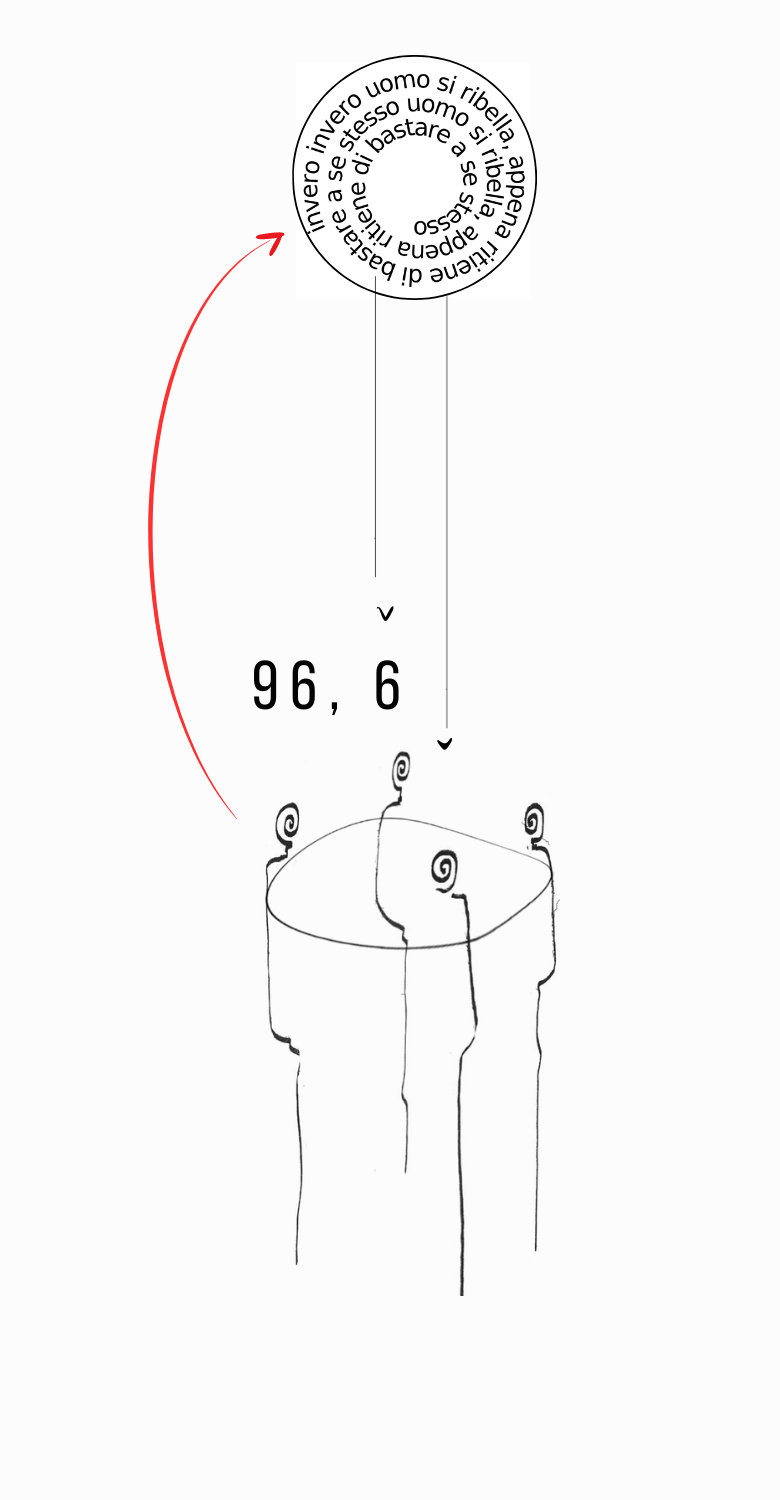 invero invero uomo si ribella, appena ritiene di bastare a se stesso uomo si ribella, appena ritiene di bastare a se stesso
96, 6